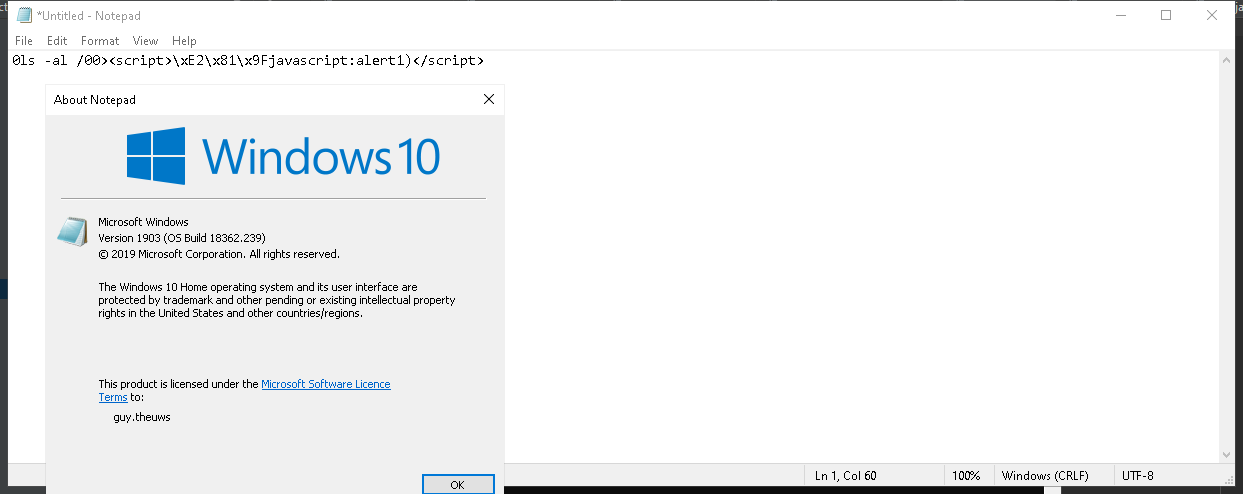 *Untitled - Notepad
File Edit Format View Help
0ls -al /00><script>\xE2\x81\x9Fjavascript:alert1)</script>
About Notepad
Windows 10
Microsoft Windows
Version 1903 (OS Build 18362.239)
© 2019 Microsoft Corporation. All rights reserved.
The Windows 10 Home operating system and its user interface are
protected by trademark and other pending or existing intellectual property
rights in the United States and other countries/regions.
This product is licensed under the Microsoft Software Licence
Terms to:
guy.theuws
OK
Ln 1, Col 60 100% Windows (CRLF) UTF-8